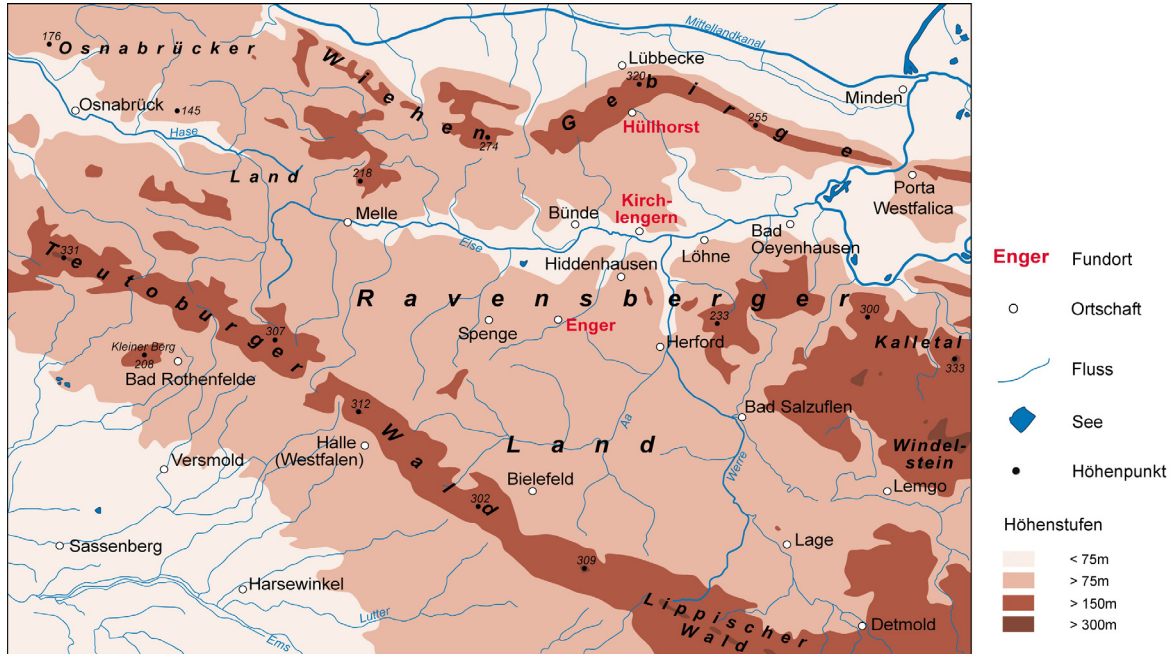 176
Osnabrücker
Mittellandkanal
Wiehen
Lübbecke
320
Gebirge
Minden
Osnabrück
145
Hase
274
Hüllhorst
255
Land
218
Porta
Westfalica
Kirch-
lengern
Melle
Bünde
Bad
Oeyenhausen
Else
Löhne
331
Teutoburger
Hiddenhausen
Ravensberger
300
307
Spenge
Enger
233
Herford
Kalletal
333
Kleiner Berg
208
Bad Rothenfelde
312
Wald
Aa
Bad Salzuflen
Halle
(Westfalen)
Land
Windel-
stein
Versmold
Bielefeld
Werre
Lemgo
302
Sassenberg
Lage
309
Harsewinkel
Lippischer
Wald
Lutter
Detmold
Ems
Enger
Fundort
Ortschaft
Fluss
See
Höhenpunkt
Höhenstufen
< 75m
> 75m
> 150m
> 300m